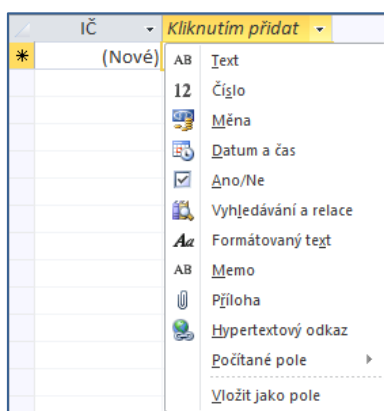 IČ Kliknutím přidat
(Nové)
AB Text
12 Číslo
Měna
Datum a čas
Ano/Ne
Vyhledávání a relace
Aa Formátovaný text
AB Memo
Příloha
Hypertextový odkaz
Počítané pole
Vložit jako pole